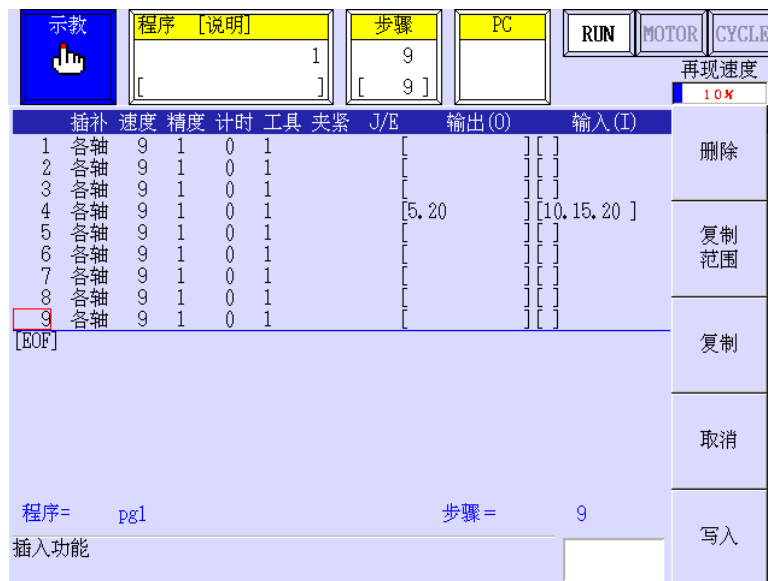 示教 程序 [说明] 步骤 PC RUN MOTOR CYCLE
1 9
[ ] [ 9 ] 再现速度
10%
插补 速度 精度 计时 工具 夹紧 J/E 输出(O) 输入(I)
1 各轴 9 1 0 1 [ ][ ]
2 各轴 9 1 0 1 [ ][ ]
3 各轴 9 1 0 1 [ ][ ]
4 各轴 9 1 0 1 [5.20 ][10.15.20 ]
5 各轴 9 1 0 1 [ ][ ]
6 各轴 9 1 0 1 [ ][ ]
7 各轴 9 1 0 1 [ ][ ]
8 各轴 9 1 0 1 [ ][ ]
9 各轴 9 1 0 1 [ ][ ]
[EOF]
删除
复制
范围
复制
取消
写入
程序= pg1 步骤= 9
插入功能